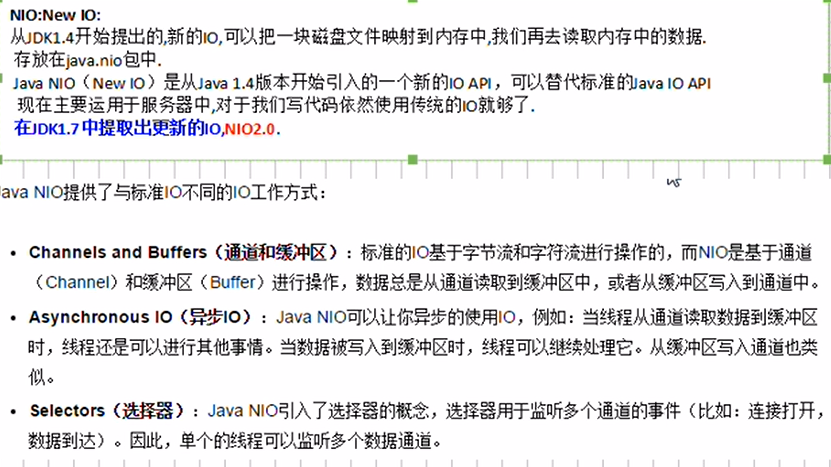 NIO:New IO:
从JDK1.4开始提出的,新的IO,可以把一块磁盘文件映射到内存中,我们再去读取内存中的数据.
存放在java.nio包中.
Java NIO（New IO）是从Java 1.4版本开始引入的一个新的IO API，可以替代标准的Java IO API
现在主要运用于服务器中,对于我们写代码依然使用传统的IO就够了.
在JDK1.7中提取出更新的IO,NIO2.0.
Java NIO提供了与标准IO不同的IO工作方式：
• Channels and Buffers（通道和缓冲区）：标准的IO基于字节流和字符流进行操作的，而NIO是基于通道
（Channel）和缓冲区（Buffer）进行操作，数据总是从通道读取到缓冲区中，或者从缓冲区写入到通道中。
• Asynchronous IO（异步IO）：Java NIO可以让你异步的使用IO，例如：当线程从通道读取数据到缓冲区
时，线程还是可以进行其他事情。当数据被写入到缓冲区时，线程可以继续处理它。从缓冲区写入通道也类
似。
• Selectors（选择器）：Java NIO引入了选择器的概念，选择器用于监听多个通道的事件（比如：连接打开，
数据到达）。因此，单个的线程可以监听多个数据通道。